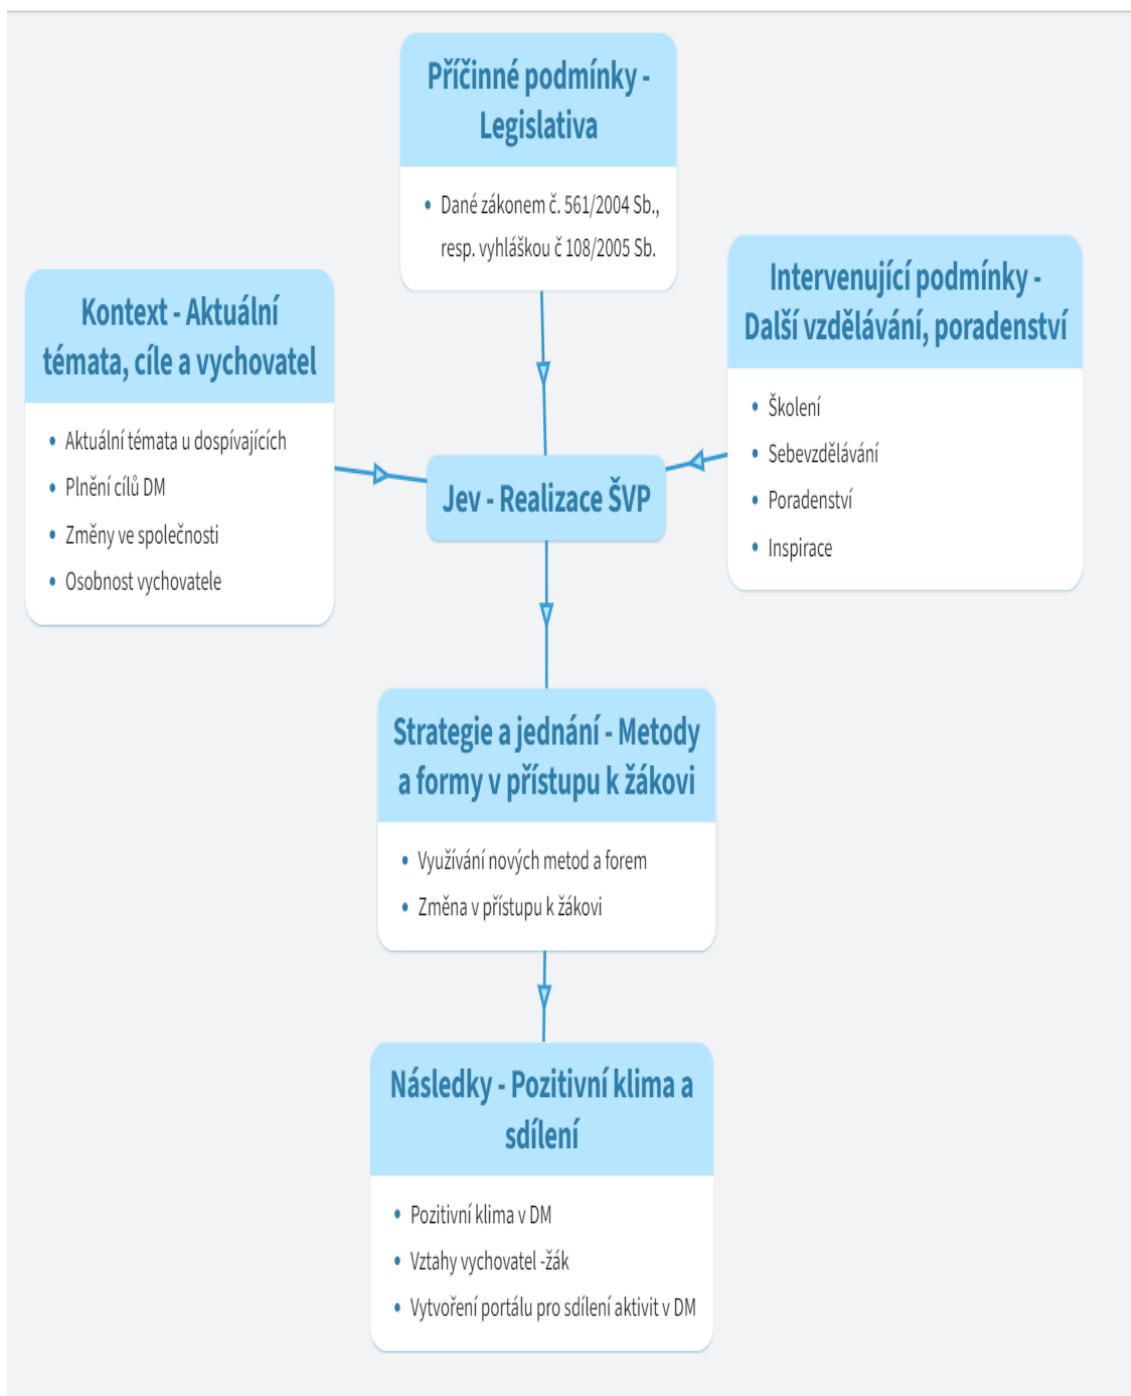 Příčinné podmínky -
Legislativa
• Dané zákonem č. 561/2004 Sb.,
resp. vyhláškou č 108/2005 Sb.
Kontext - Aktuální
témata, cíle a vychovatel
• Aktuální témata u dospívajících
• Plnění cílů DM
• Změny ve společnosti
• Osobnost vychovatele
Intervenující podmínky -
Další vzdělávání, poradenství
• Školení
• Sebevzdělávání
• Poradenství
• Inspirace
Jev - Realizace ŠVP
Strategie a jednání - Metody
a formy v přístupu k žákovi
• Využívání nových metod a forem
• Změna v přístupu k žákovi
Následky - Pozitivní klima a
sdílení
• Pozitivní klima v DM
• Vztahy vychovatel -žák
• Vytvoření portálu pro sdílení aktivit v DM